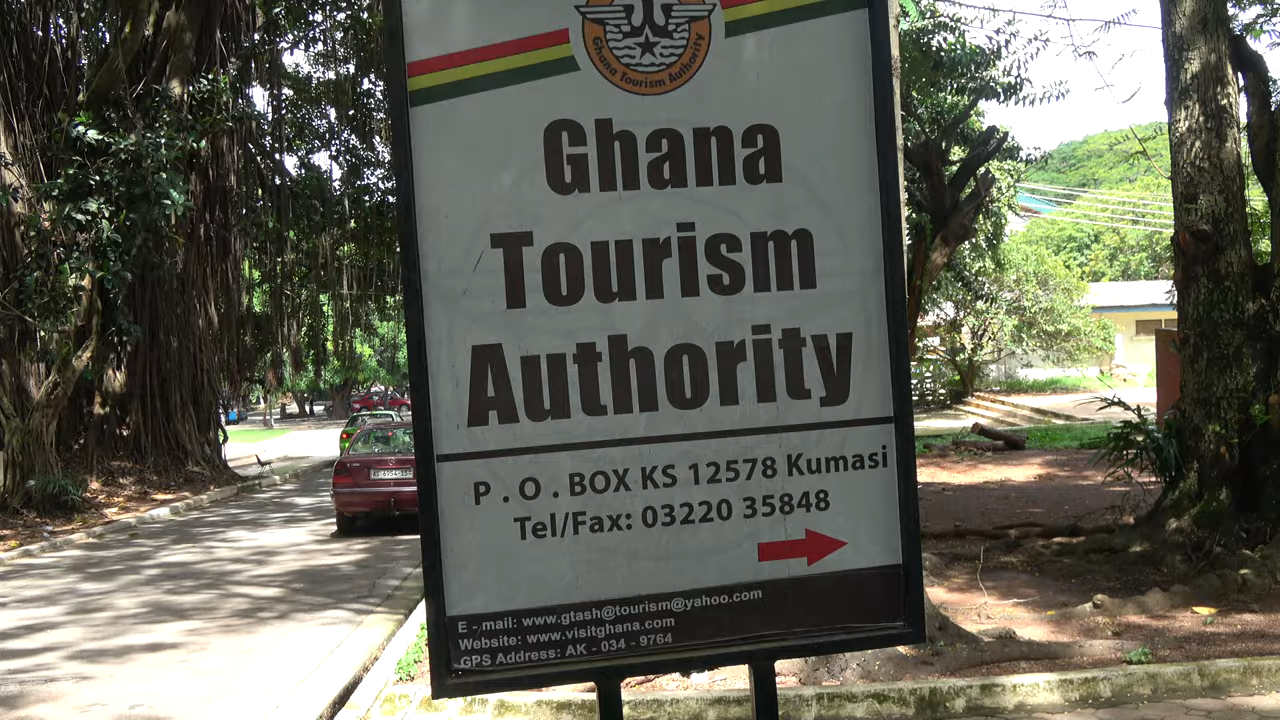 Ghana Tourism Authority
Ghana
Tourism
Authority
P . O . BOX KS 12578 Kumasi
Tel/Fax: 03220 35848
E - mail: www.gtash@tourism@yahoo.com
Website: www.visitghana.com
GPS Address: AK - 034 - 9764